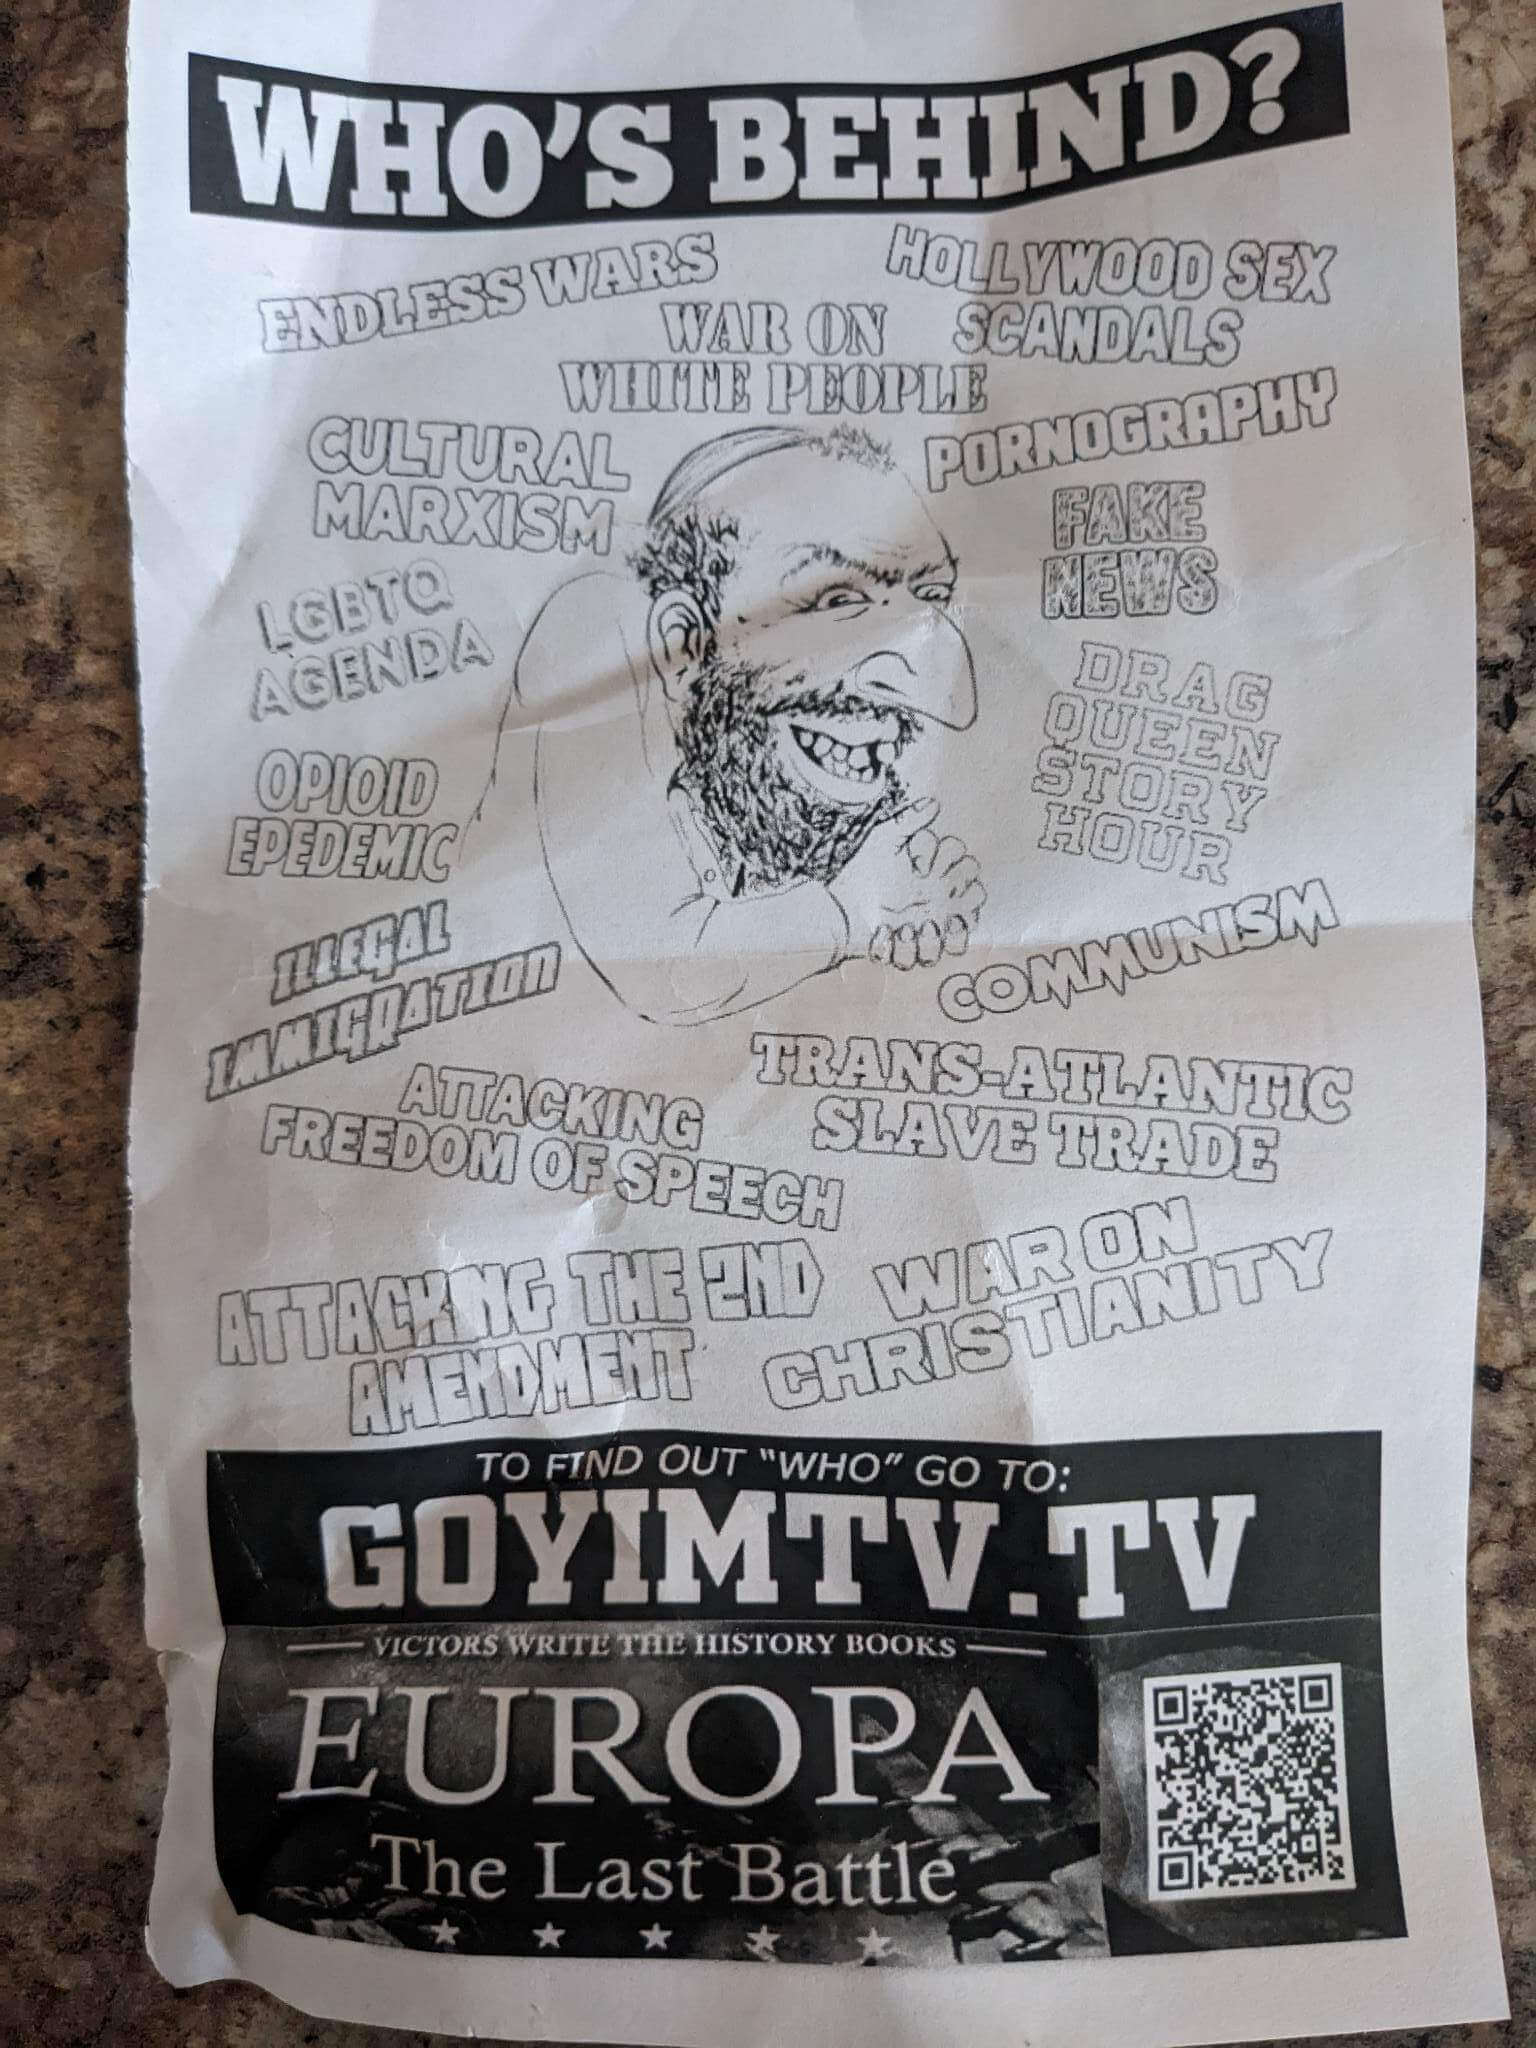 WHO'S BEHIND?
ENDLESS WARS
HOLLYWOOD SEX
SCANDALS
WAR ON
WHITE PEOPLE
CULTURAL
MARXISM
PORNOGRAPHY
FAKE
NEWS
LGBTQ
AGENDA
DRAG
QUEEN
STORY
HOUR
OPIOID
EPEDEMIC
ILLEGAL
IMMIGRATION
COMMUNISM
ATTACKING
FREEDOM OF SPEECH
TRANS-ATLANTIC
SLAVE TRADE
ATTACKING THE 2ND
AMENDMENT
WAR ON
CHRISTIANITY
TO FIND OUT "WHO" GO TO:
GOYIMTV.TV
VICTORS WRITE THE HISTORY BOOKS
EUROPA
The Last Battle